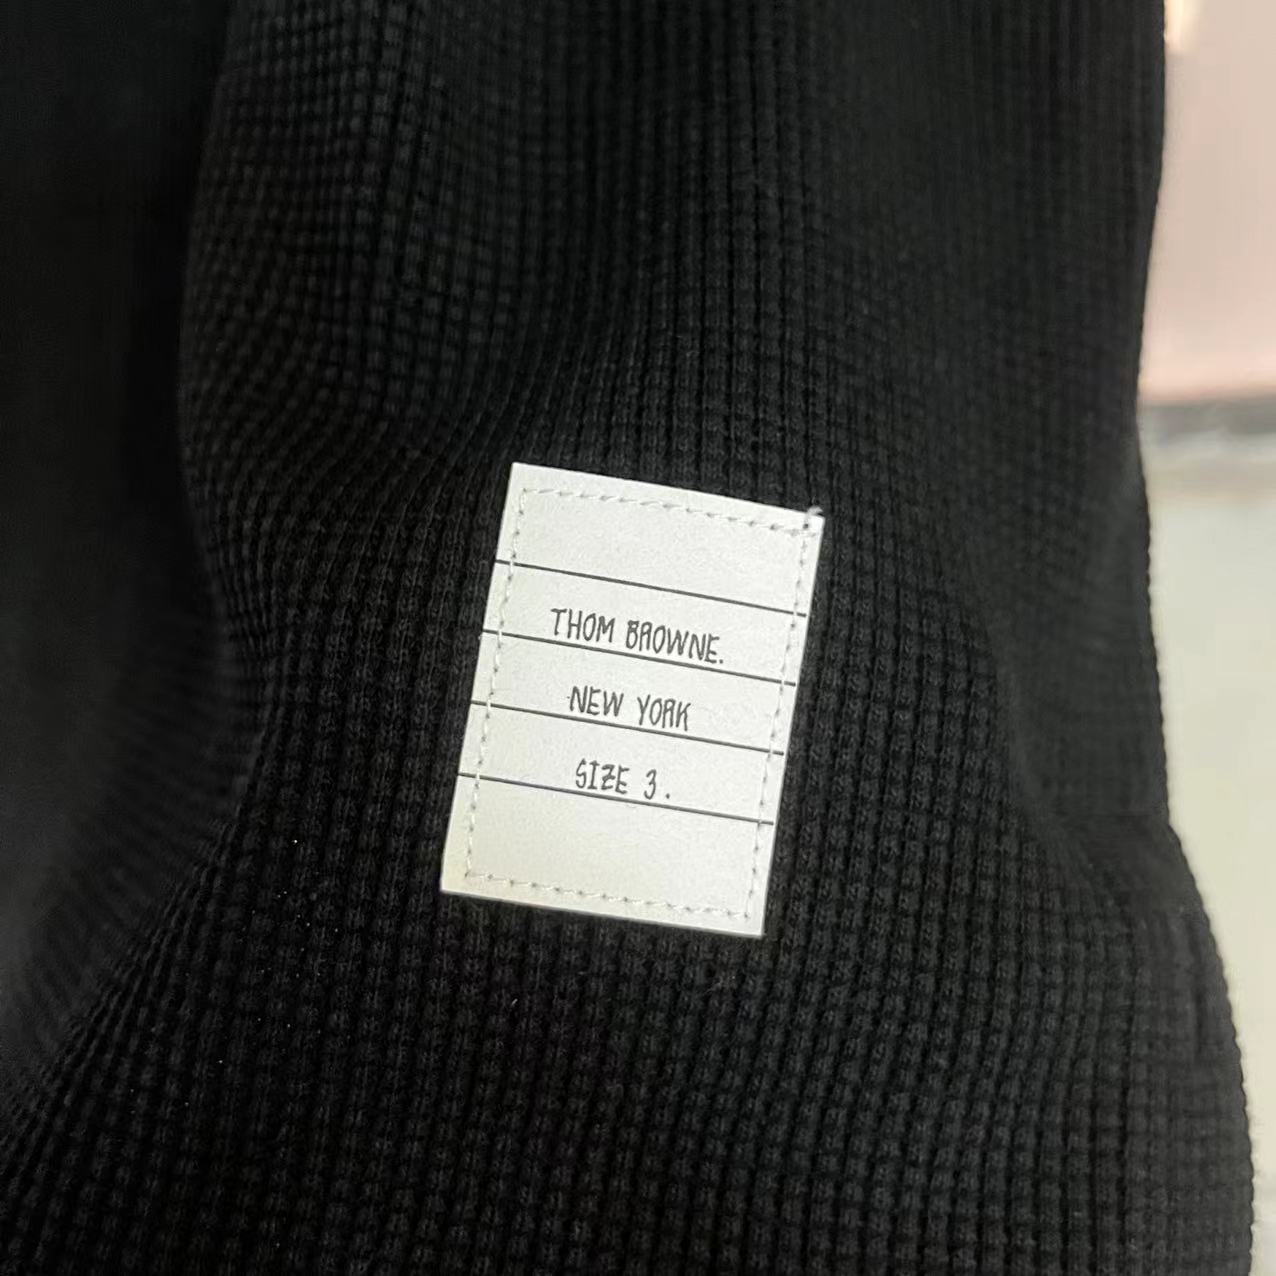 THOM BROWNE.
NEW YORK
SIZE 3.